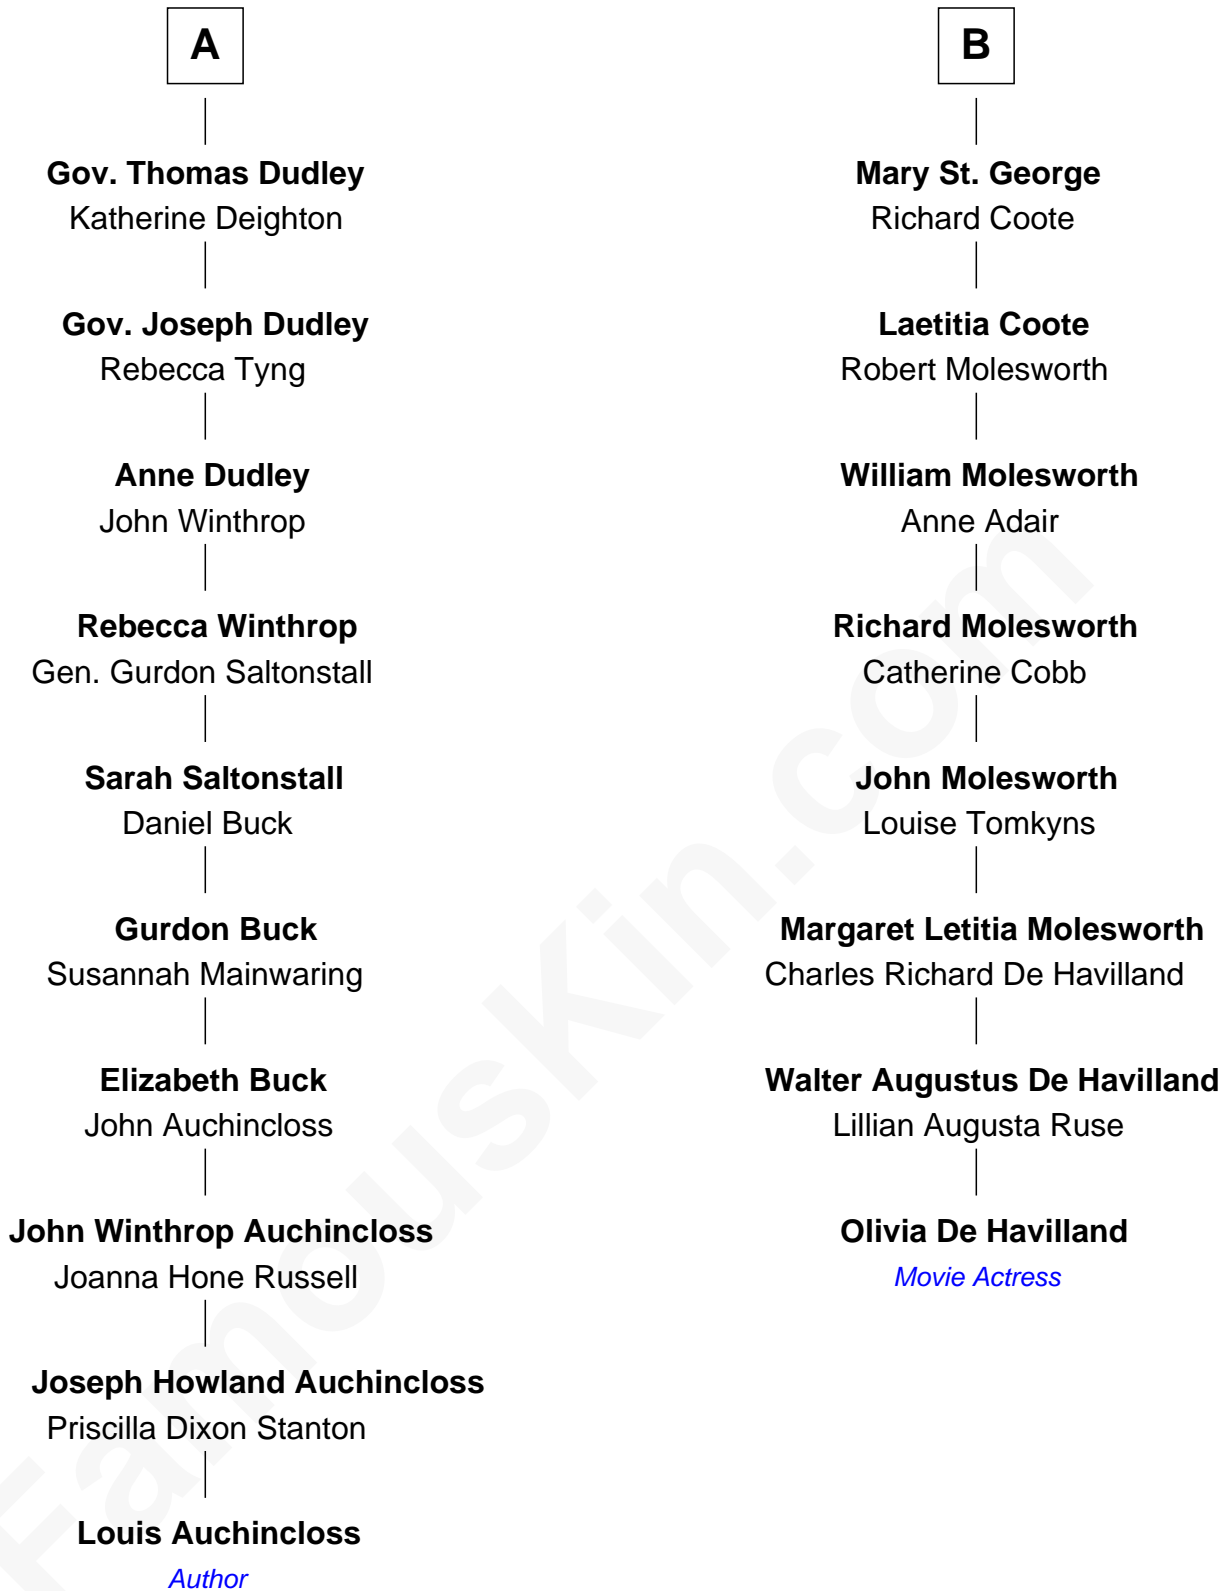 A
Gov. Thomas Dudley
Katherine Deighton
Gov. Joseph Dudley
Rebecca Tyng
Anne Dudley
John Winthrop
Rebecca Winthrop
Gen. Gurdon Saltonstall
Sarah Saltonstall
Daniel Buck
Gurdon Buck
Susannah Mainwaring
Elizabeth Buck
John Auchincloss
John Winthrop Auchincloss
Joanna Hone Russell
Joseph Howland Auchincloss
Priscilla Dixon Stanton
Louis Auchincloss
Author
B
Mary St. George
Richard Coote
Laetitia Coote
Robert Molesworth
William Molesworth
Anne Adair
Richard Molesworth
Catherine Cobb
John Molesworth
Louise Tomkyns
Margaret Letitia Molesworth
Charles Richard De Havilland
Walter Augustus De Havilland
Lillian Augusta Ruse
Olivia De Havilland
Movie Actress
FamousKin.com